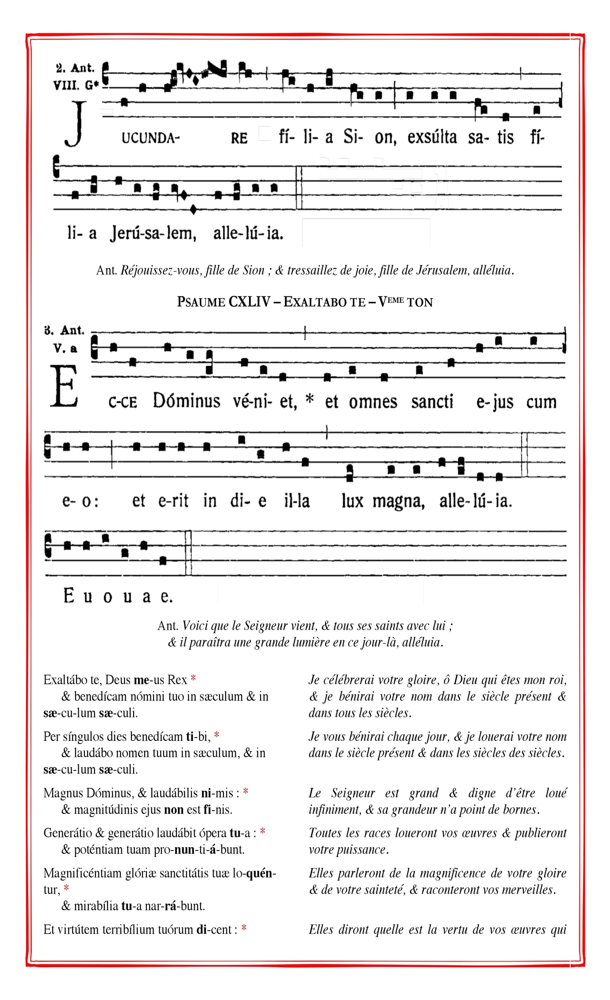 2. Ant.
VIII. G*
JUCUNDA- RE fí- li- a Si- on, exsúlta sa- tis fí-
li- a Jerú-sa-lem, alle-lú-ia.
Ant. Réjouissez-vous, fille de Sion ; & tressaillez de joie, fille de Jérusalem, alléluia.
PSAUME CXLIV – EXALTABO TE – VEME TON
3. Ant.
V. a
EC-CE Dóminus vé-ni- et, * et omnes sancti e-jus cum
e- o: et e-rit in di- e il-la lux magna, alle-lú-ia.
E u o u a e.
Ant. Voici que le Seigneur vient, & tous ses saints avec lui ;
& il paraîtra une grande lumière en ce jour-là, alléluia.
Exaltábo te, Deus me-us Rex *
& benedícam nómini tuo in sæculum & in
sæ-cu-lum sæ-culi.
Je célébrerai votre gloire, ô Dieu qui êtes mon roi,
& je bénirai votre nom dans le siècle présent &
dans tous les siècles.
Per síngulos dies benedícam ti-bi, *
& laudábo nomen tuum in sæculum, & in
sæ-cu-lum sæ-culi.
Je vous bénirai chaque jour, & je louerai votre nom
dans le siècle présent & dans les siècles des siècles.
Magnus Dóminus, & laudábilis ni-mis : *
& magnitúdinis ejus non est fi-nis.
Le Seigneur est grand & digne d’être loué
infiniment, & sa grandeur n’a point de bornes.
Generátio & generátio laudábit ópera tu-a : *
& poténtiam tuam pro-nun-ti-á-bunt.
Toutes les races loueront vos œuvres & publieront
votre puissance.
Magnificéntiam glóriæ sanctitátis tuæ lo-quén-
tur, *
& mirabília tu-a nar-rá-bunt.
Elles parleront de la magnificence de votre gloire
& de votre sainteté, & raconteront vos merveilles.
Et virtútem terribílium tuórum di-cent : *
Elles diront quelle est la vertu de vos œuvres qui